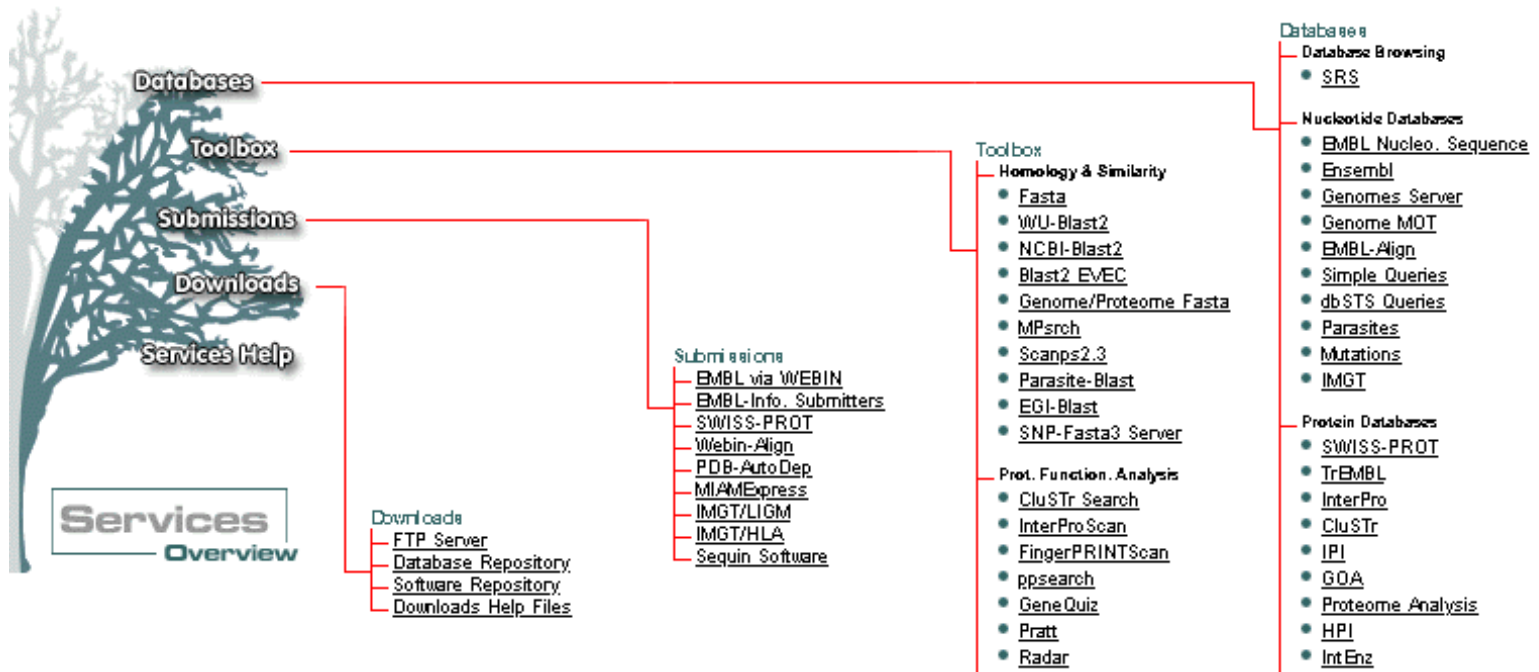 Databases
Toolbox
Submissions
Downloads
Services Help
Services
Overview
Downloads
FTP Server
Database Repository
Software Repository
Downloads Help Files
Submissions
EMBL via WEBIN
EMBL-Info. Submitters
SWISS-PROT
Webin-Align
PDB-AutoDep
MIAMExpress
IMGT/LIGM
IMGT/HLA
Sequin Software
Toolbox
Homology & Similarity
Fasta
WU-Blast2
NCBI-Blast2
Blast2 EVEC
Genome/Proteome Fasta
MPsrch
Scanps2.3
Parasite-Blast
EGI-Blast
SNP-Fasta3 Server
Prot. Function. Analysis
CluSTr Search
InterProScan
FingerPRINTScan
ppsearch
GeneQuiz
Pratt
Radar
Databases
Database Browsing
SRS
Nucleotide Databases
EMBL Nucleo. Sequence
Ensembl
Genomes Server
Genome MOT
EMBL-Align
Simple Queries
dbSTS Queries
Parasites
Mutations
IMGT
Protein Databases
SWISS-PROT
TrEMBL
InterPro
CluSTr
IPI
GOA
Proteome Analysis
HPI
IntEnz